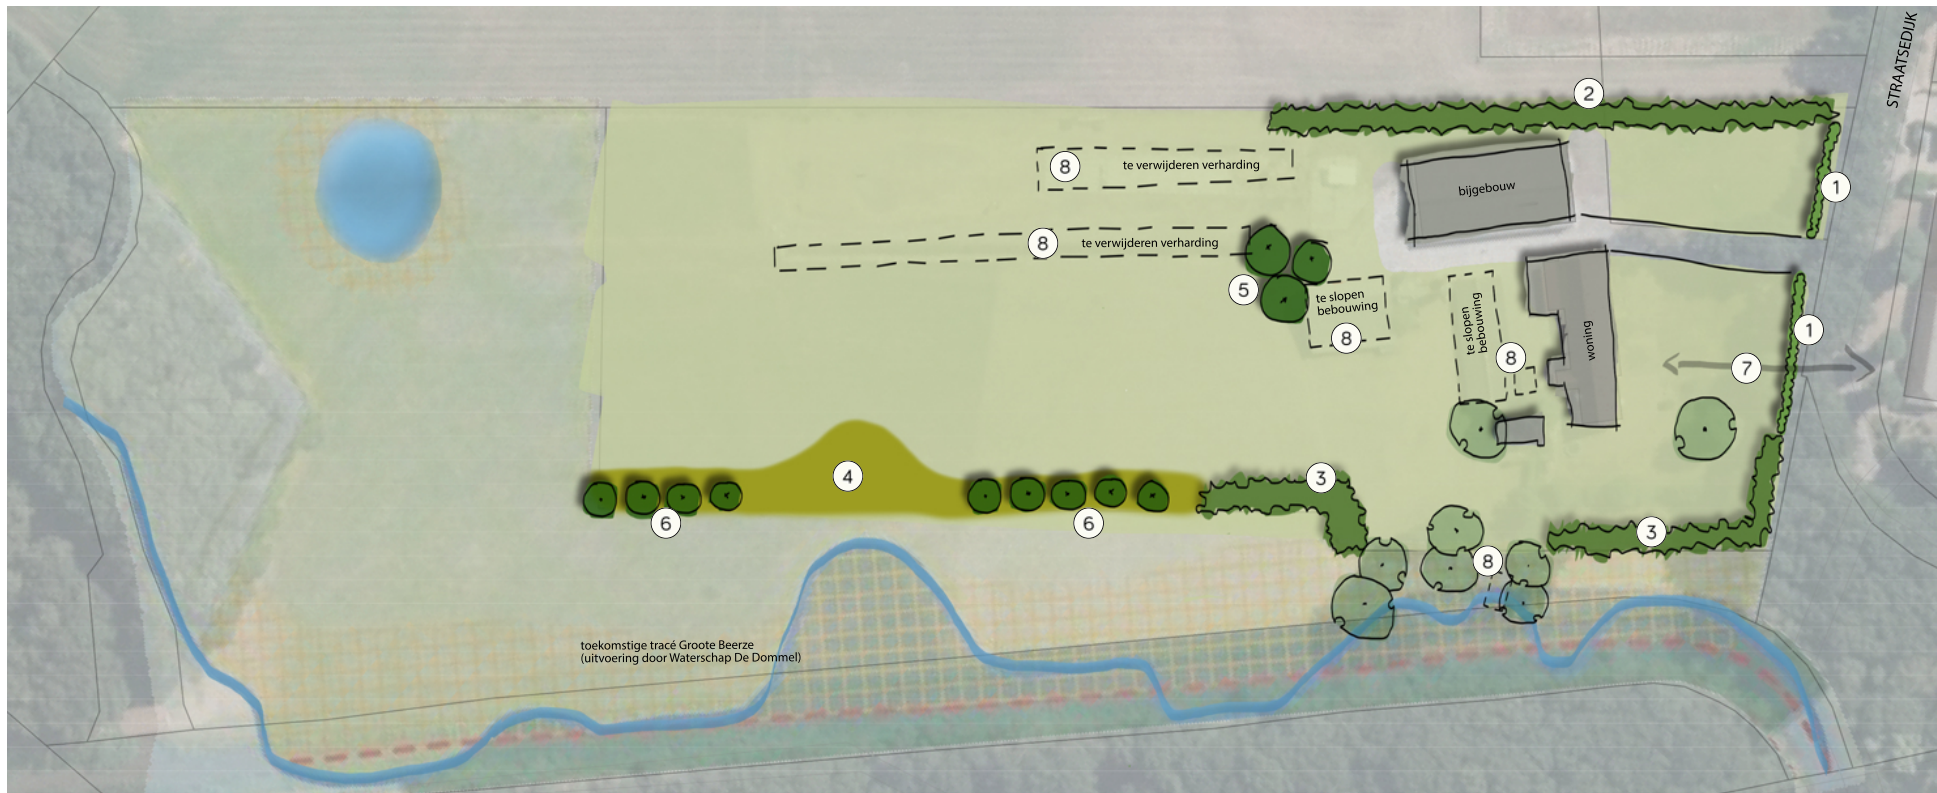 STRAATSEDIJK
2
8
te verwijderen verharding
bijgebouw
1
8
te verwijderen verharding
5
te slopen
bebouwing
8
te slopen
bebouwing
8
woning
1
7
4
3
6
6
3
8
toekomstige tracé Groote Beerze
(uitvoering door Waterschap De Dommel)